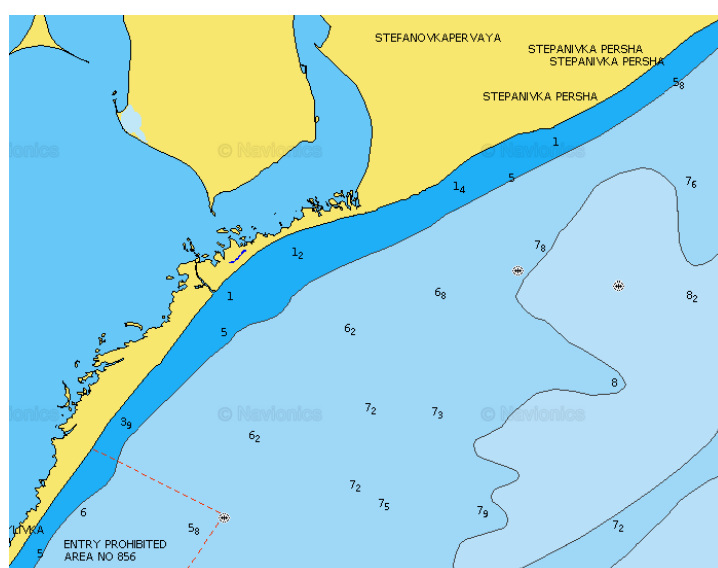 STEFANOVKAPERVAYA
STEPANIVKA PERSHA
STEPANIVKA PERSHA
5₈
STEPANIVKA PERSHA
1
© Navionics
© Navionics
5
1₄
7₆
7₈
1₂
6₈
8₂
1
5
6₂
8
7₂
7₃
© Navionics
© Navionics
3₉
6₂
7₂
7₅
7₉
6
5₈
7₂
ENTRY PROHIBITED
AREA NO 856
5